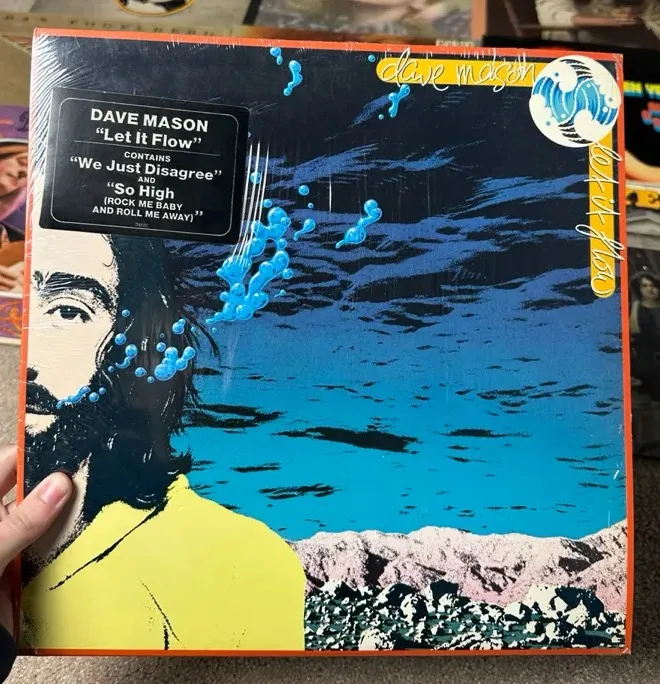 dave mason
let it flow
DAVE MASON
“Let It Flow”
CONTAINS
“We Just Disagree”
AND
“So High
(ROCK ME BABY
AND ROLL ME AWAY)”